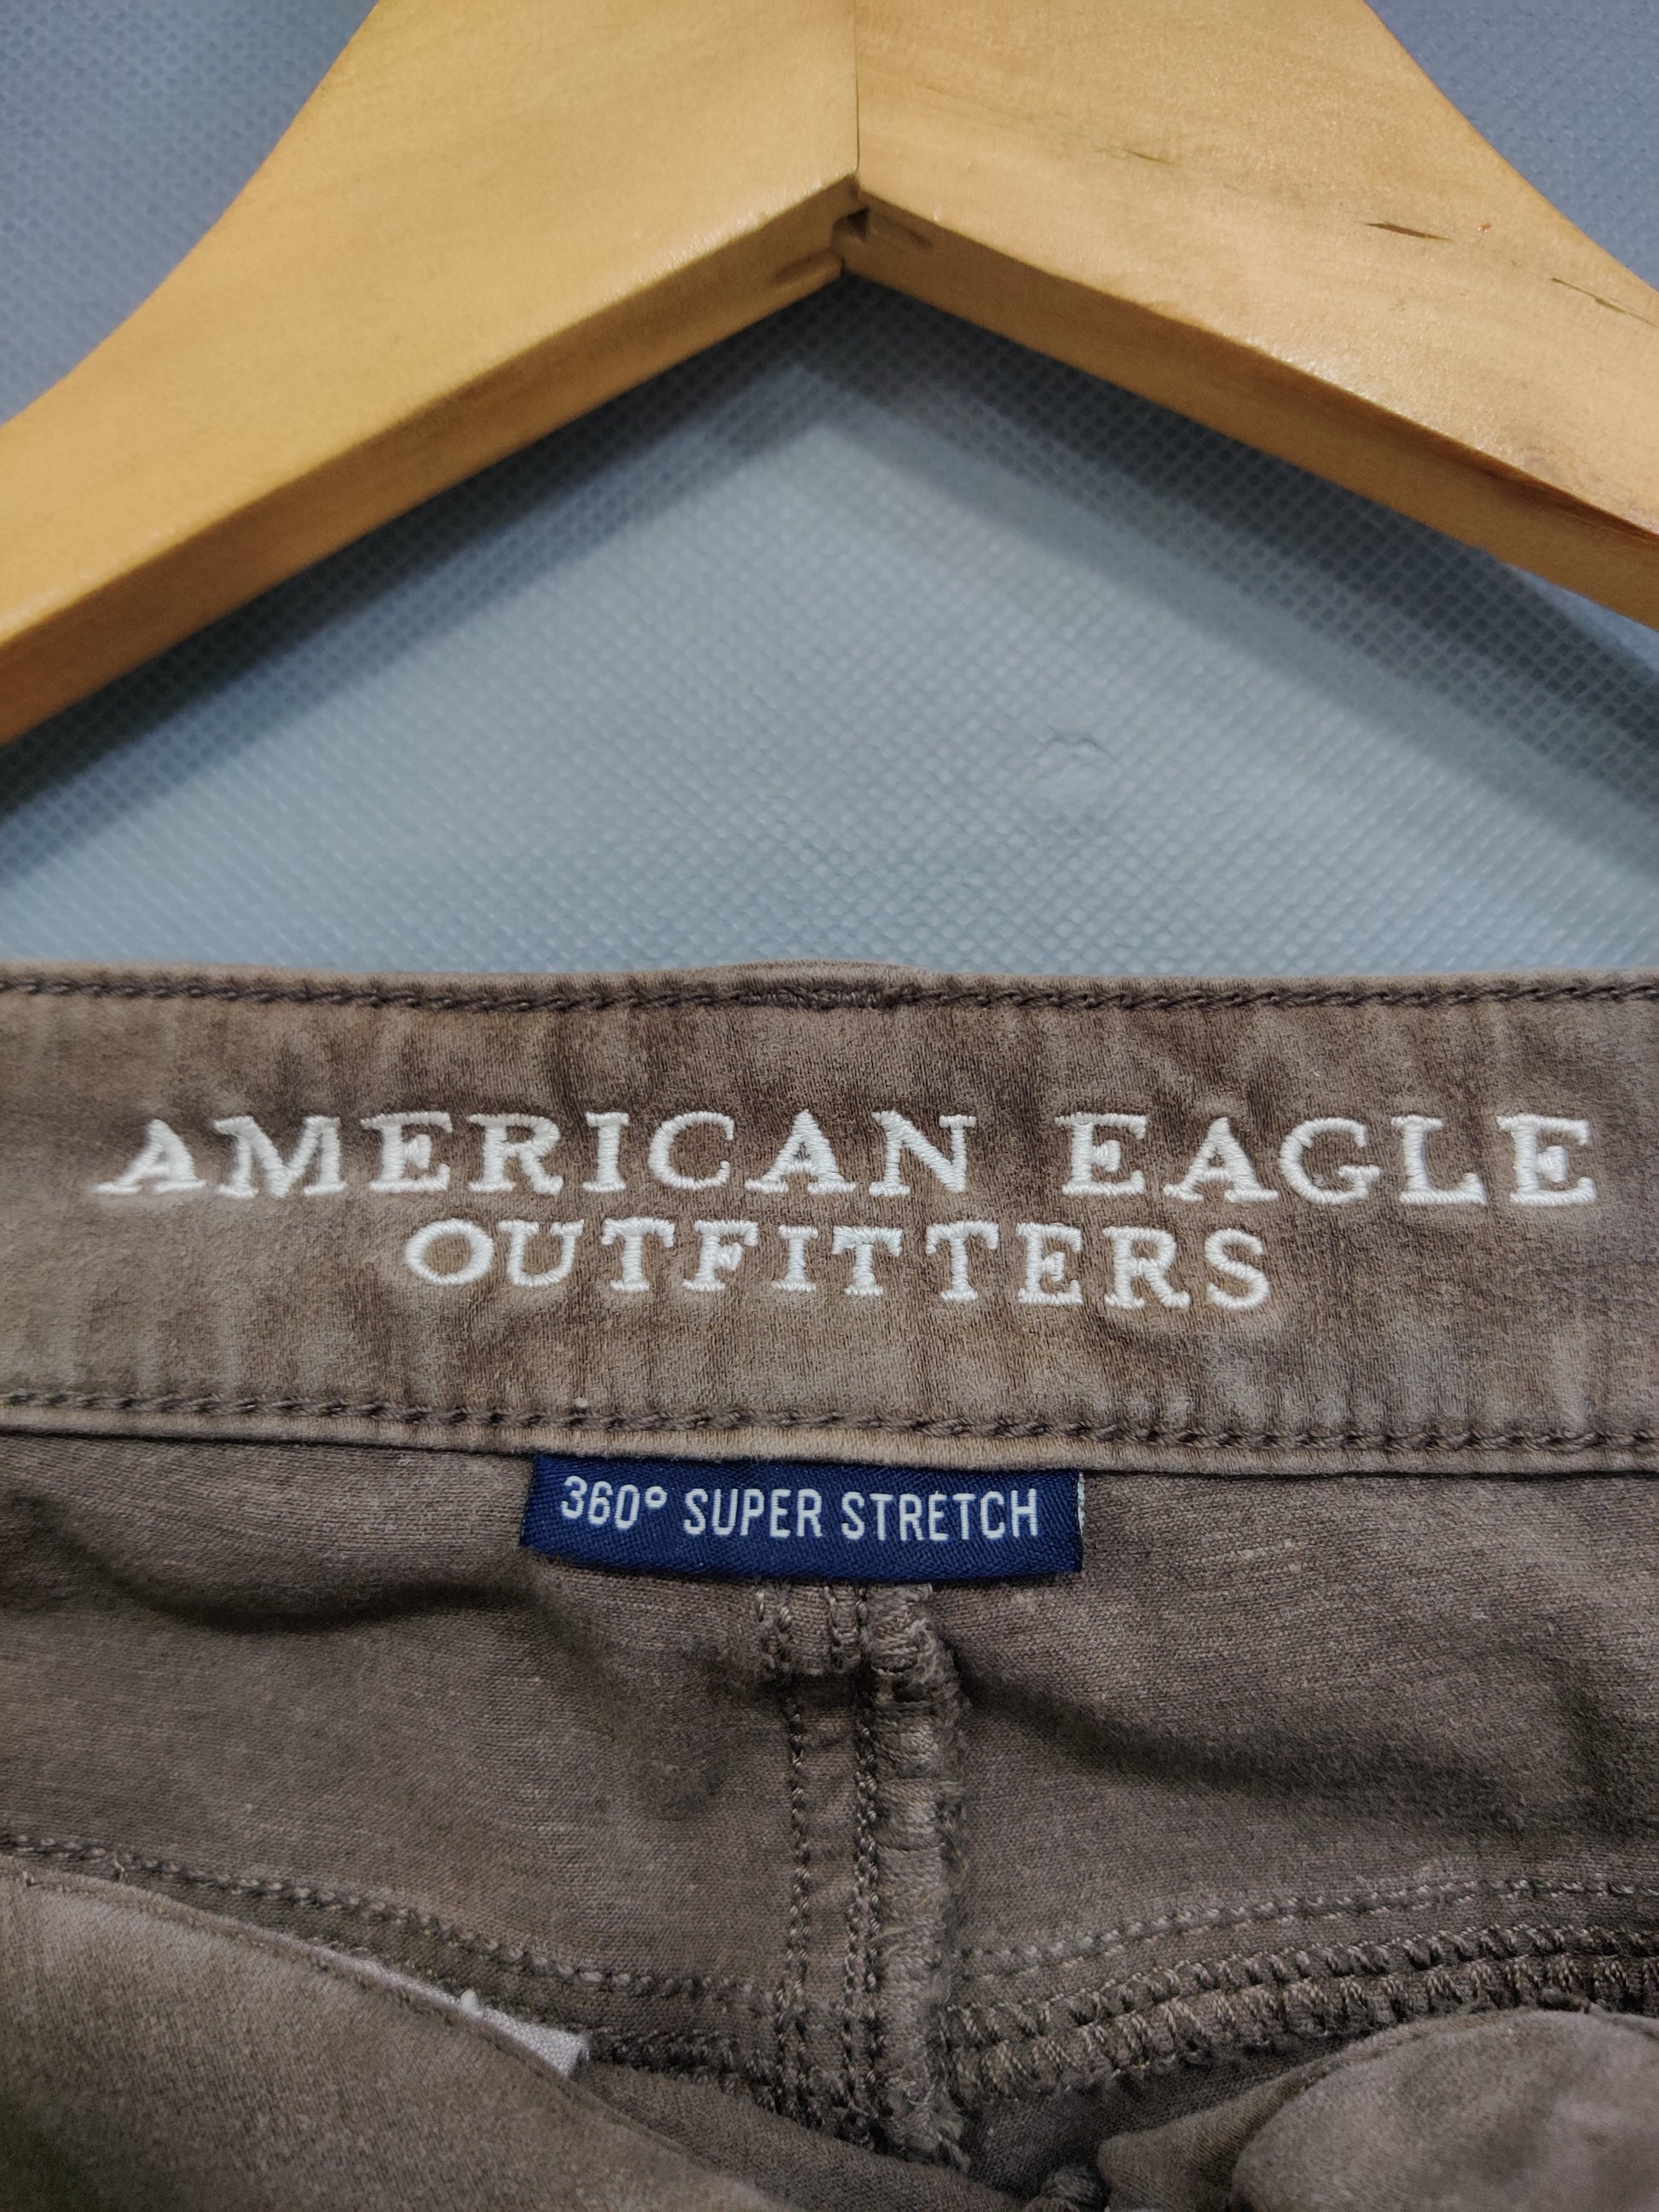 AMERICAN EAGLE
OUTFITTERS
360° SUPER STRETCH